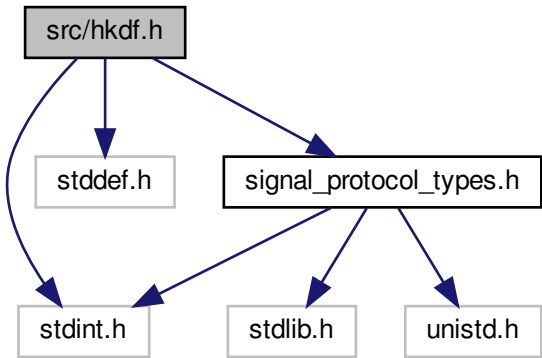 src/hkdf.h
stddef.h
signal_protocol_types.h
stdint.h
stdlib.h
unistd.h